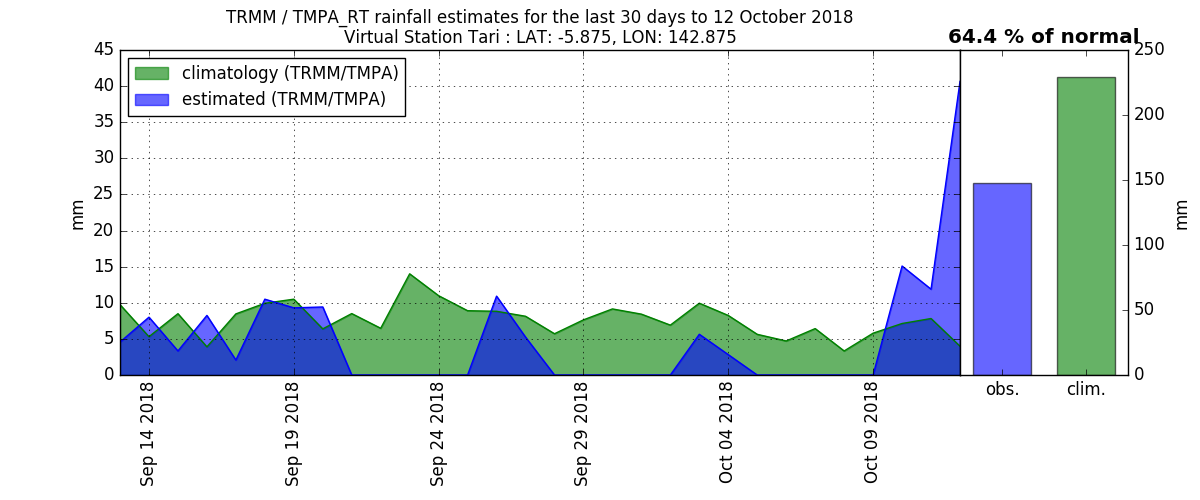 TRMM / TMPA_RT rainfall estimates for the last 30 days to 12 October 2018
Virtual Station Tari : LAT: -5.875, LON: 142.875
64.4 % of normal
climatology (TRMM/TMPA)
estimated (TRMM/TMPA)
45
40
35
30
25
20
15
10
5
0
mm
250
200
150
100
50
0
mm
Sep 14 2018
Sep 19 2018
Sep 24 2018
Sep 29 2018
Oct 04 2018
Oct 09 2018
obs.
clim.